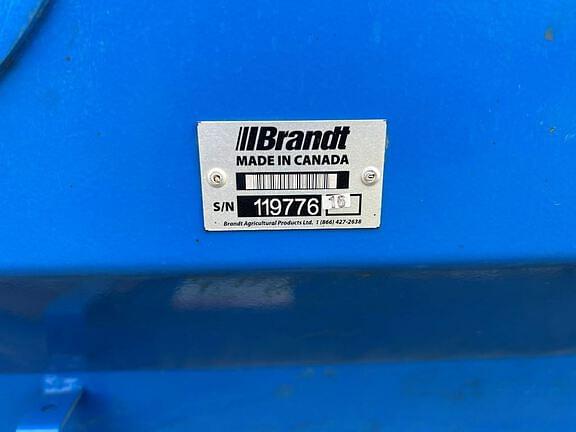 Brandt
MADE IN CANADA
S/N 119776 16
Brandt Agricultural Products Ltd. 1 (866) 427-2638